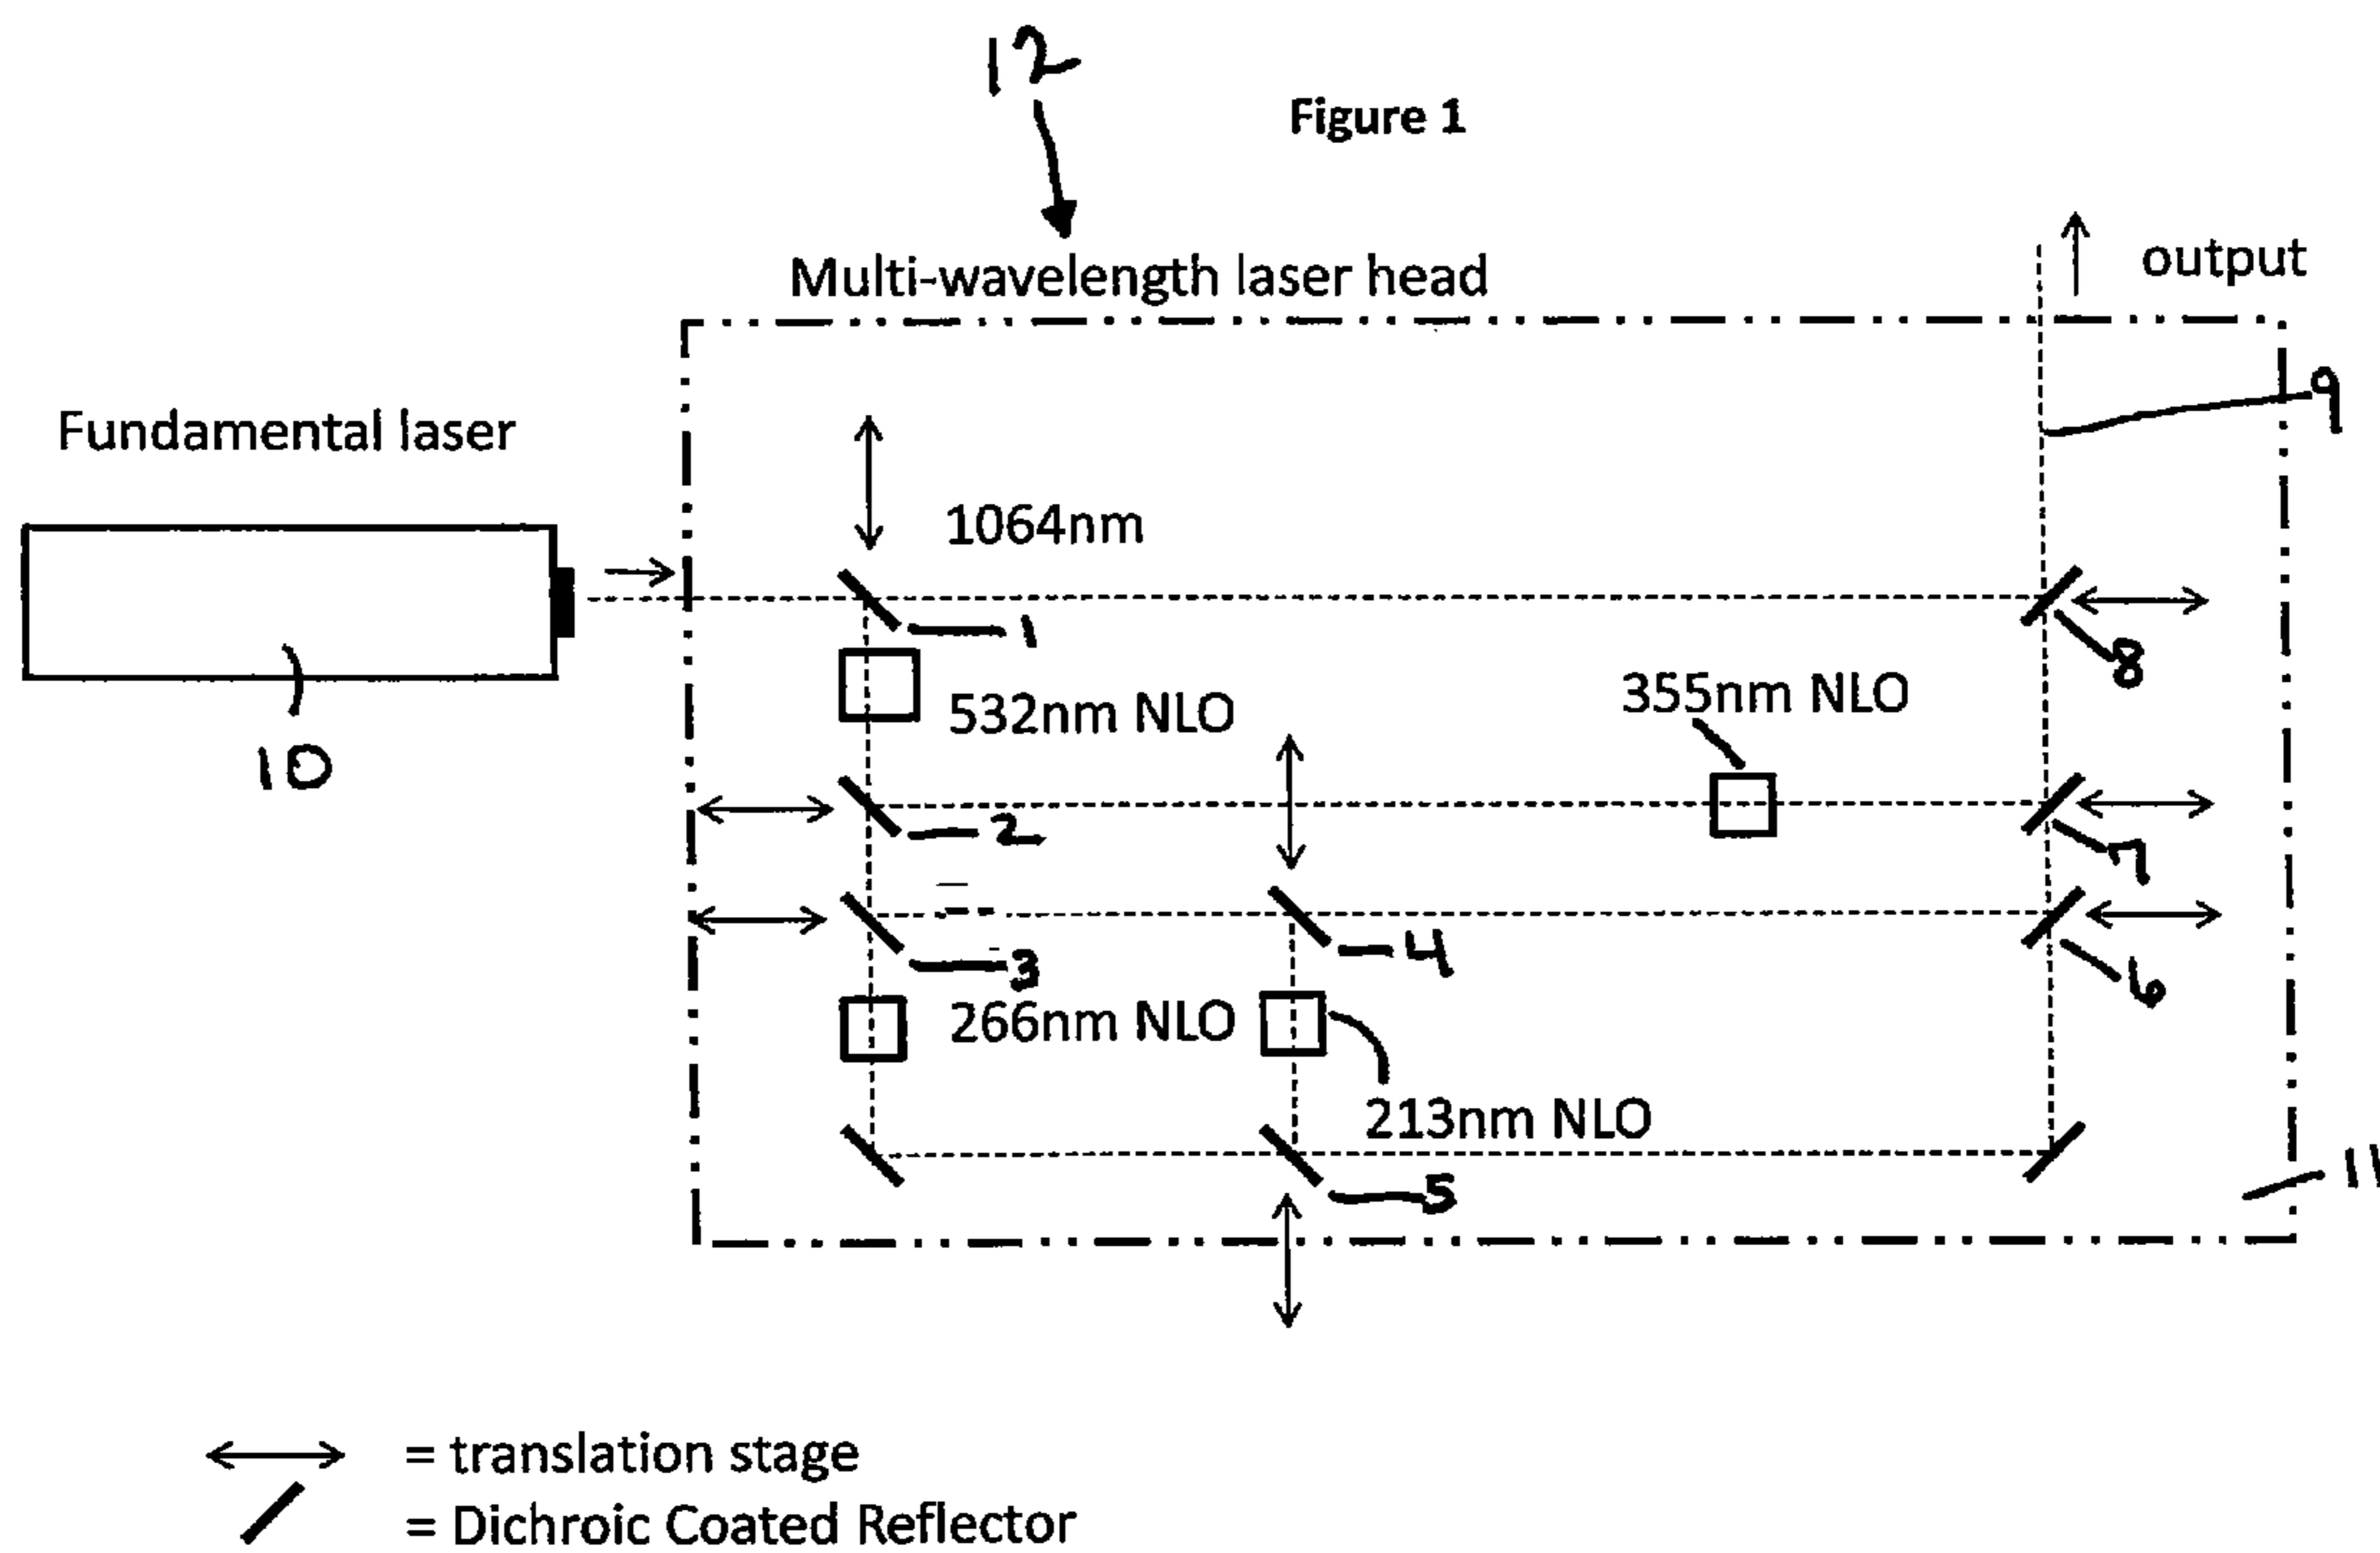 12
Figure 1
Multi-wavelength laser head
output
9
Fundamental laser
1064nm
1
8
532nm NLO
355nm NLO
10
2
7
3
4
6
266nm NLO
213nm NLO
5
11
= translation stage
= Dichroic Coated Reflector